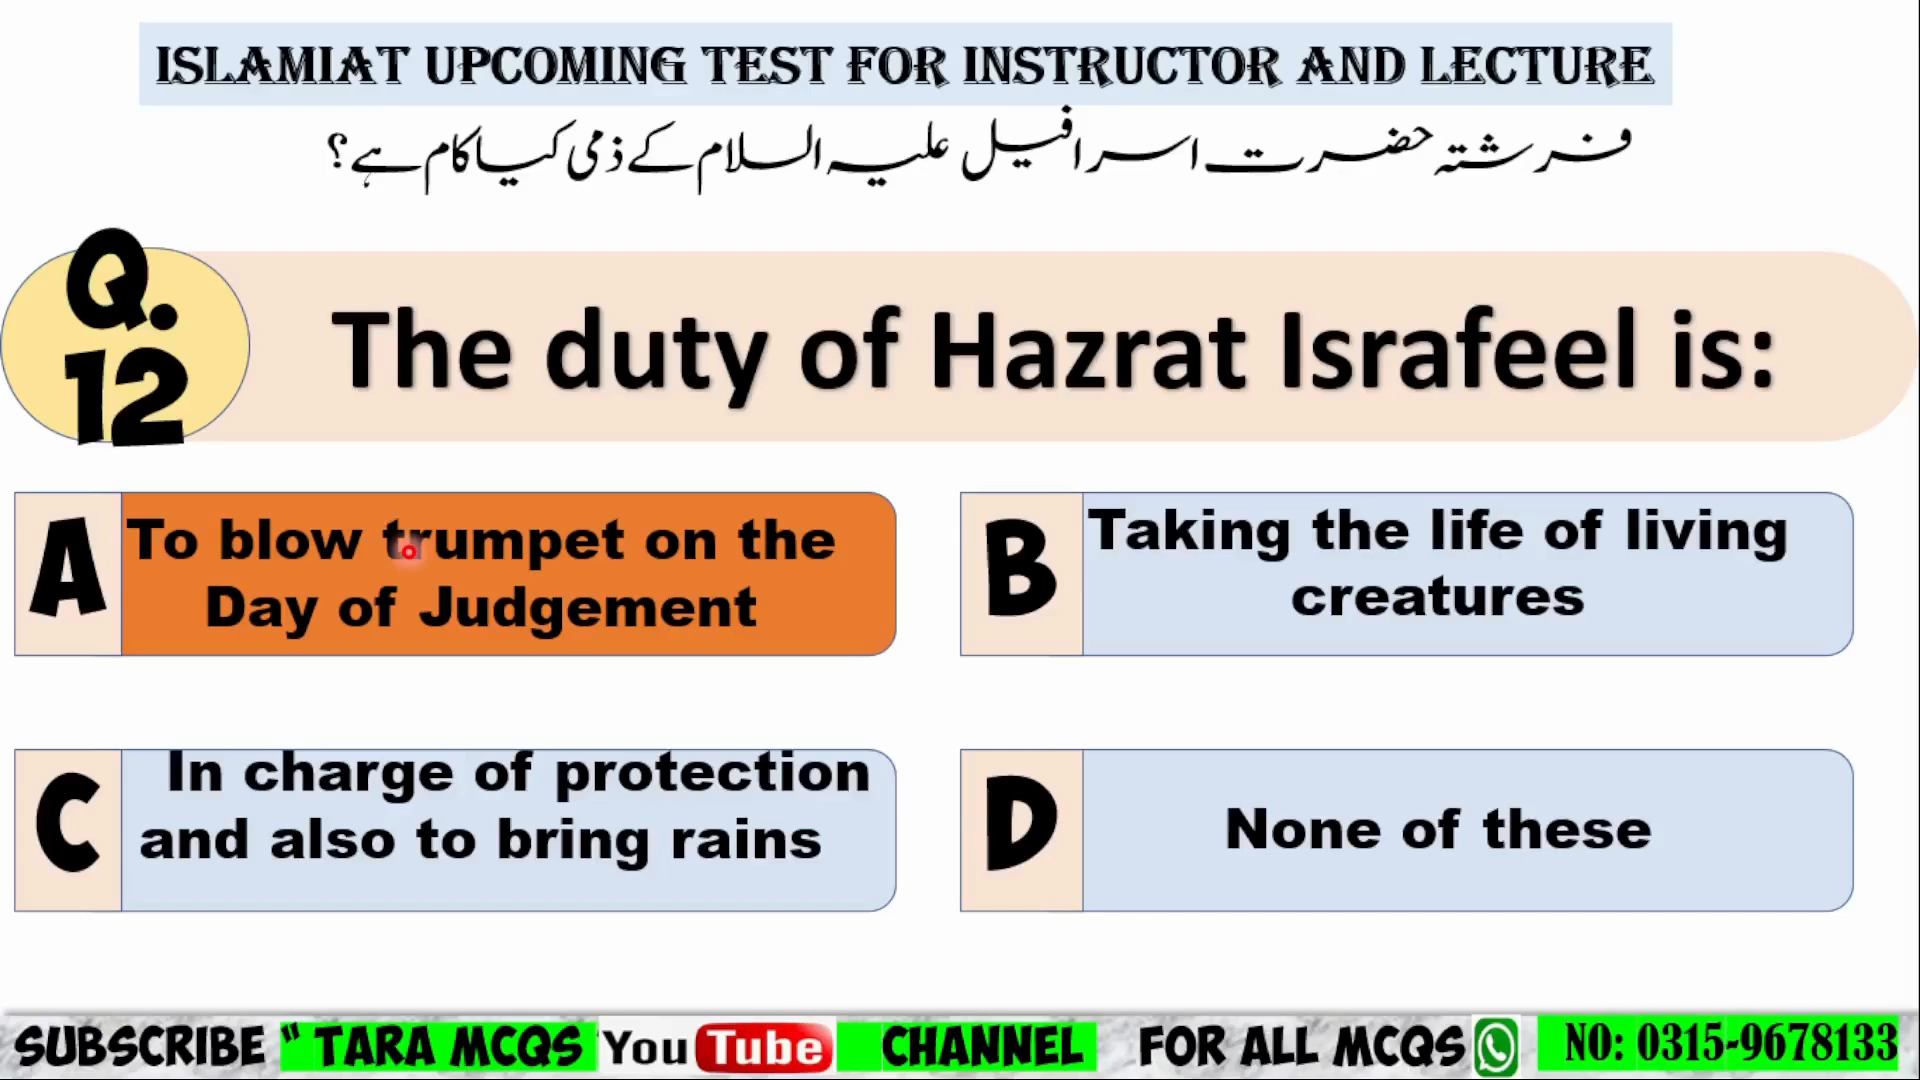 ISLAMIAT UPCOMING TEST FOR INSTRUCTOR AND LECTURE
فرشتہ حضرت اسرافیل علیہ السلام کے ذمی کیا کام ہے؟
Q. 12
The duty of Hazrat Israfeel is:
A
To blow trumpet on the
Day of Judgement
B
Taking the life of living
creatures
C
In charge of protection
and also to bring rains
D
None of these
SUBSCRIBE " TARA MCQS YouTube CHANNEL FOR ALL MCQS NO: 0315-9678133